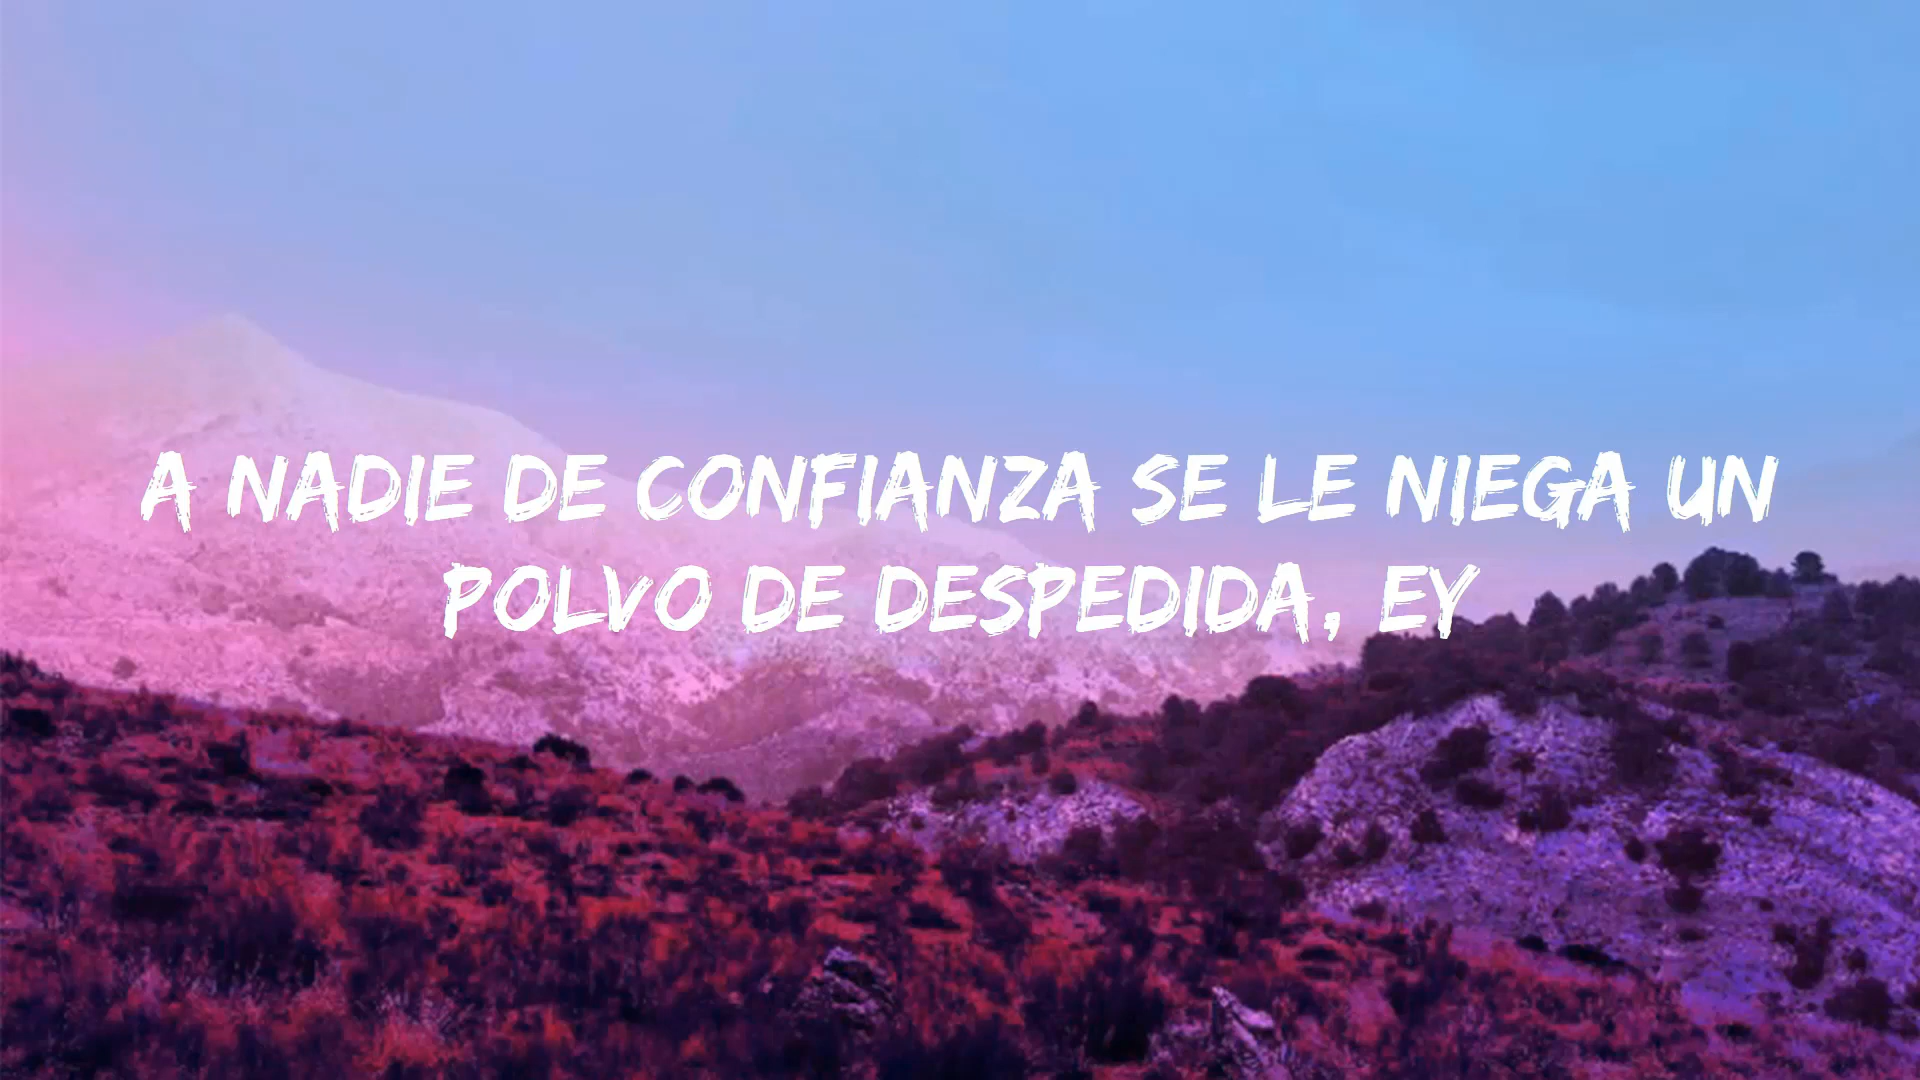 A NADIE DE CONFIANZA SE LE NIEGA UN
POLVO DE DESPEDIDA, EY